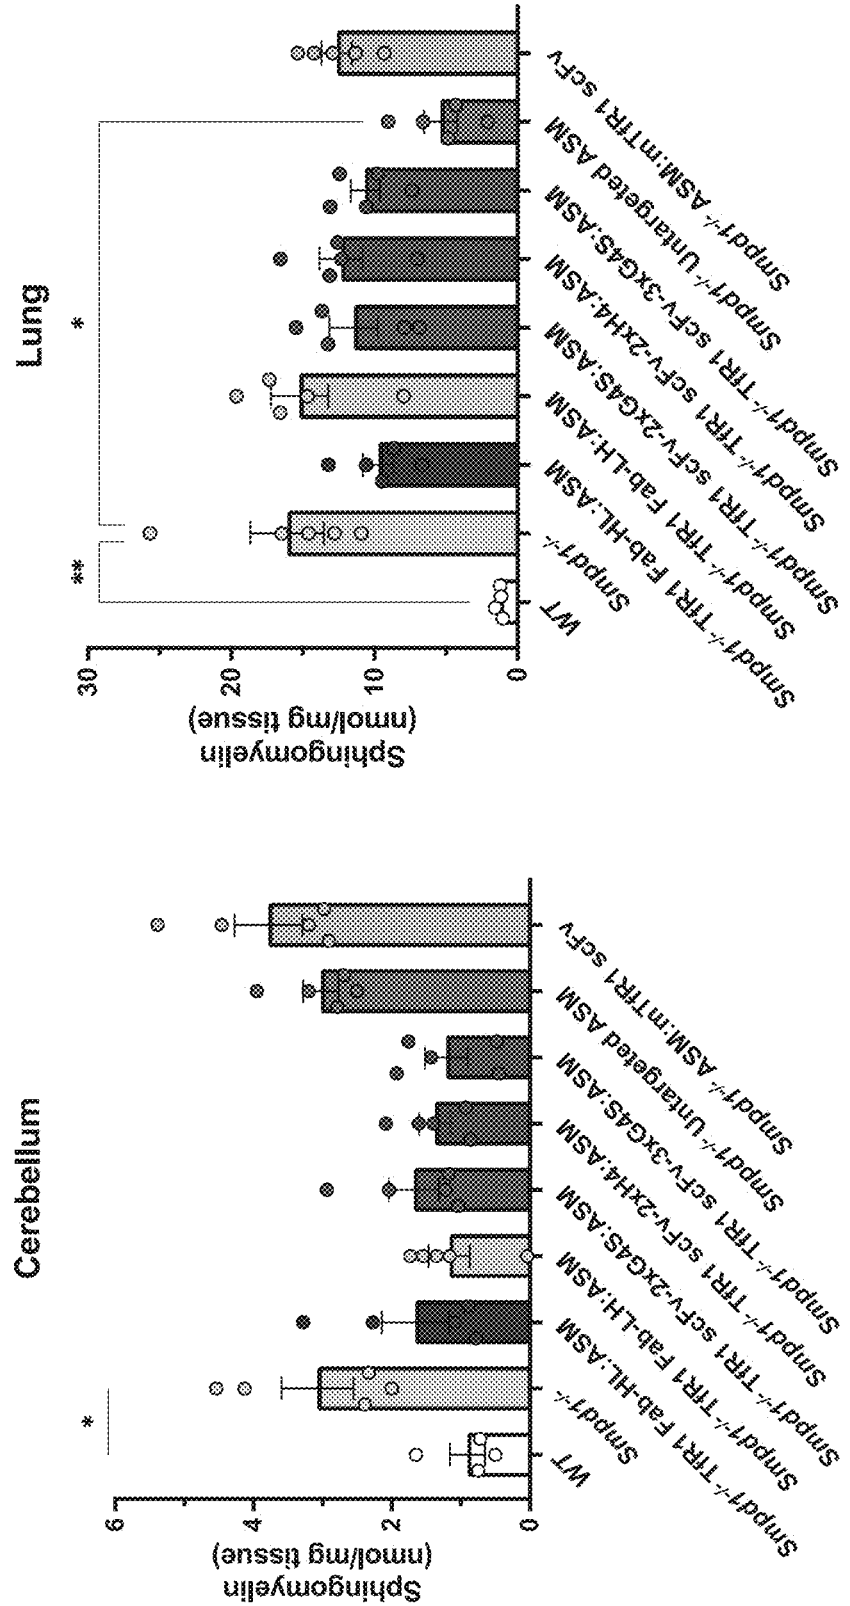 Cerebellum
*
Sphingomyelin
(nmol/mg tissue)
6
4
2
0
WT
Smpd1-/-
Smpd1-/- TfR1 Fab-HL:ASM
Smpd1-/- TfR1 Fab-LH:ASM
Smpd1-/- TfR1 scFv-2xG4S:ASM
Smpd1-/- TfR1 scFv-2xH4:ASM
Smpd1-/- TfR1 scFv-3xG4S:ASM
Smpd1-/- Untargeted ASM
Smpd1-/- ASM:mTfR1 scFv
Lung
**
*
Sphingomyelin
(nmol/mg tissue)
30
20
10
0
WT
Smpd1-/-
Smpd1-/- TfR1 Fab-HL:ASM
Smpd1-/- TfR1 Fab-LH:ASM
Smpd1-/- TfR1 scFv-2xG4S:ASM
Smpd1-/- TfR1 scFv-2xH4:ASM
Smpd1-/- TfR1 scFv-3xG4S:ASM
Smpd1-/- Untargeted ASM
Smpd1-/- ASM:mTfR1 scFv